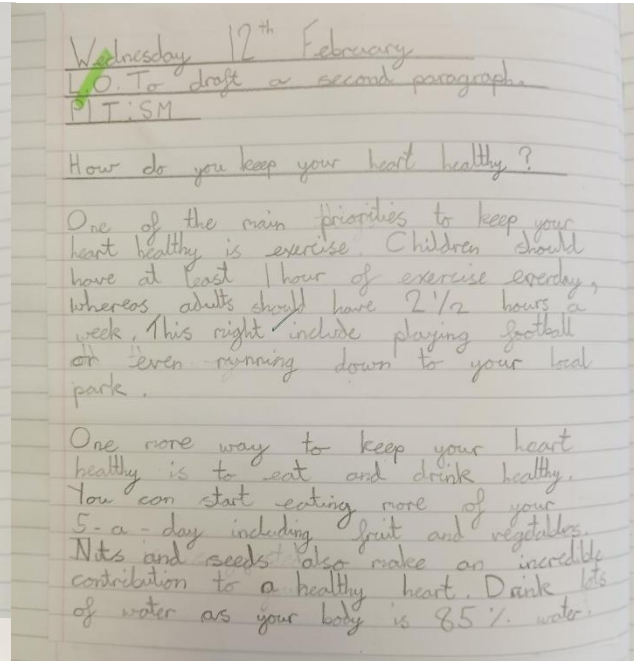 Wednesday 12th February
L.O. To draft a second paragraph.
MIT: SM
How do you keep your heart healthy?
One of the main priorities to keep your
heart healthy is exercise. Children should
have at least 1 hour of exercise everday,
whereas adults should have 2 1/2 hours a
week. This might include playing football
or even running down to your local
park.
One more way to keep your heart
healthy is to eat and drink healthy.
You can start eating more of your
5-a-day including fruit and vegetables.
Nuts and seeds also make an incredible
contribution to a healthy heart. Drink lots
of water as your body is 85% water.